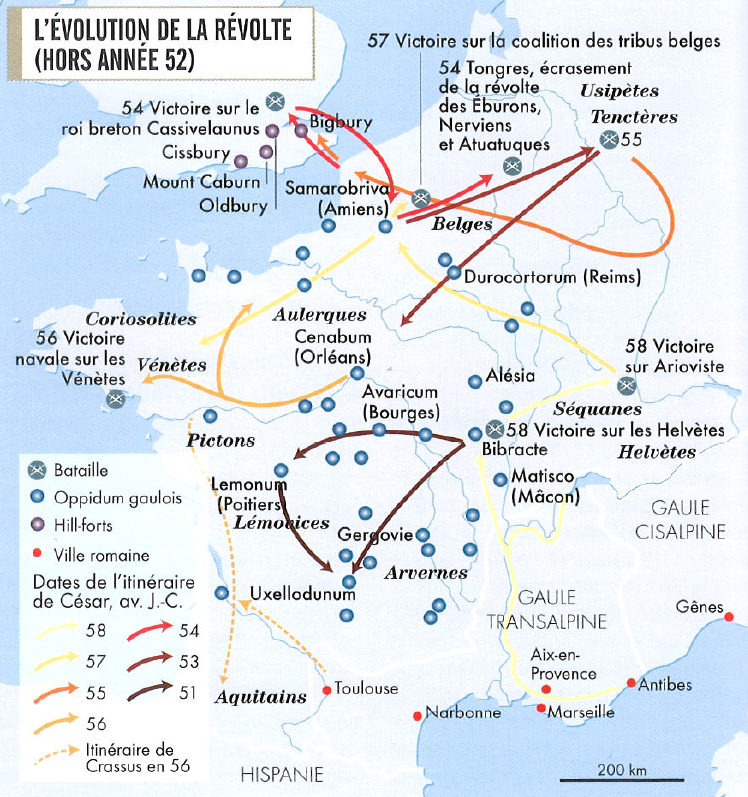 L'ÉVOLUTION DE LA RÉVOLTE
(HORS ANNÉE 52)
57 Victoire sur la coalition des tribus belges
54 Tongres, écrasement
de la révolte
des Éburons,
Nerviens
et Atuatuques
Usipètes
Tenctères
55
54 Victoire sur le
roi breton Cassivelaunus
Bigbury
Cissbury
Mount Caburn
Oldbury
Samarobriva
(Amiens)
Belges
Durocortorum (Reims)
Coriosolites
Aulerques
Cenabum
(Orléans)
56 Victoire
navale sur les
Vénètes
Vénètes
58 Victoire
sur Arioviste
Alésia
Avaricum
(Bourges)
Séquanes
Pictons
58 Victoire sur les Helvètes
Bibracte
Helvètes
Matisco
(Mâcon)
Lemonum
(Poitiers)
Lémovices
Gergovie
Arvernes
GAULE
CISALPINE
Uxellodunum
GAULE
TRANSALPINE
Gênes
Aix-en-
Provence
Antibes
Marseille
Aquitains
Toulouse
Narbonne
HISPANIE
200 km
Bataille
Oppidum gaulois
Hill-forts
Ville romaine
Dates de l'itinéraire
de César, av. J.-C.
58 54
57 53
55 51
56
Itinéraire de
Crassus en 56